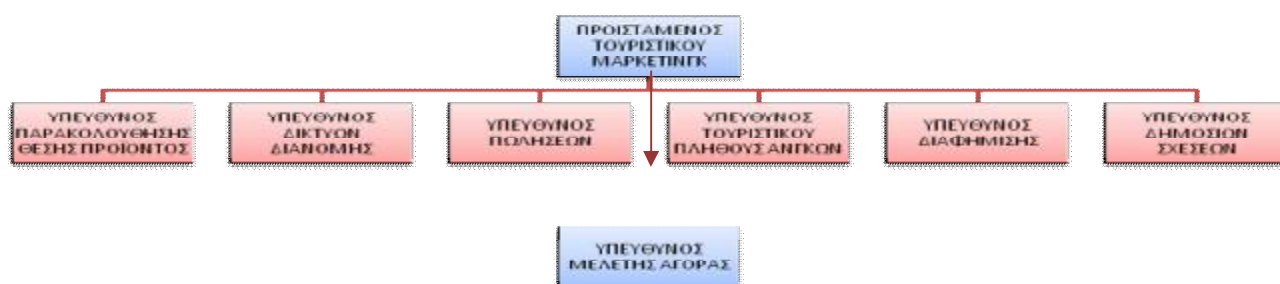 ΠΡΟΙΣΤΑΜΕΝΟΣ
ΤΟΥΡΙΣΤΙΚΟΥ
ΜΑΡΚΕΤΙΝΓΚ
ΥΠΕΥΘΥΝΟΣ
ΠΑΡΑΚΟΛΟΥΘΗΣΗΣ
ΘΕΣΗΣ ΠΡΟΪΟΝΤΟΣ
ΥΠΕΥΘΥΝΟΣ
ΔΙΚΤΥΩΝ
ΔΙΑΝΟΜΗΣ
ΥΠΕΥΘΥΝΟΣ
ΠΩΛΗΣΕΩΝ
ΥΠΕΥΘΥΝΟΣ
ΤΟΥΡΙΣΤΙΚΟΥ
ΠΛΗΘΟΥΣ ΑΝΓΚΩΝ
ΥΠΕΥΘΥΝΟΣ
ΔΙΑΦΗΜΙΣΗΣ
ΥΠΕΥΘΥΝΟΣ
ΔΗΜΟΣΙΩΝ
ΣΧΕΣΕΩΝ
ΥΠΕΥΘΥΝΟΣ
ΜΕΛΕΤΗΣ ΑΓΟΡΑΣ